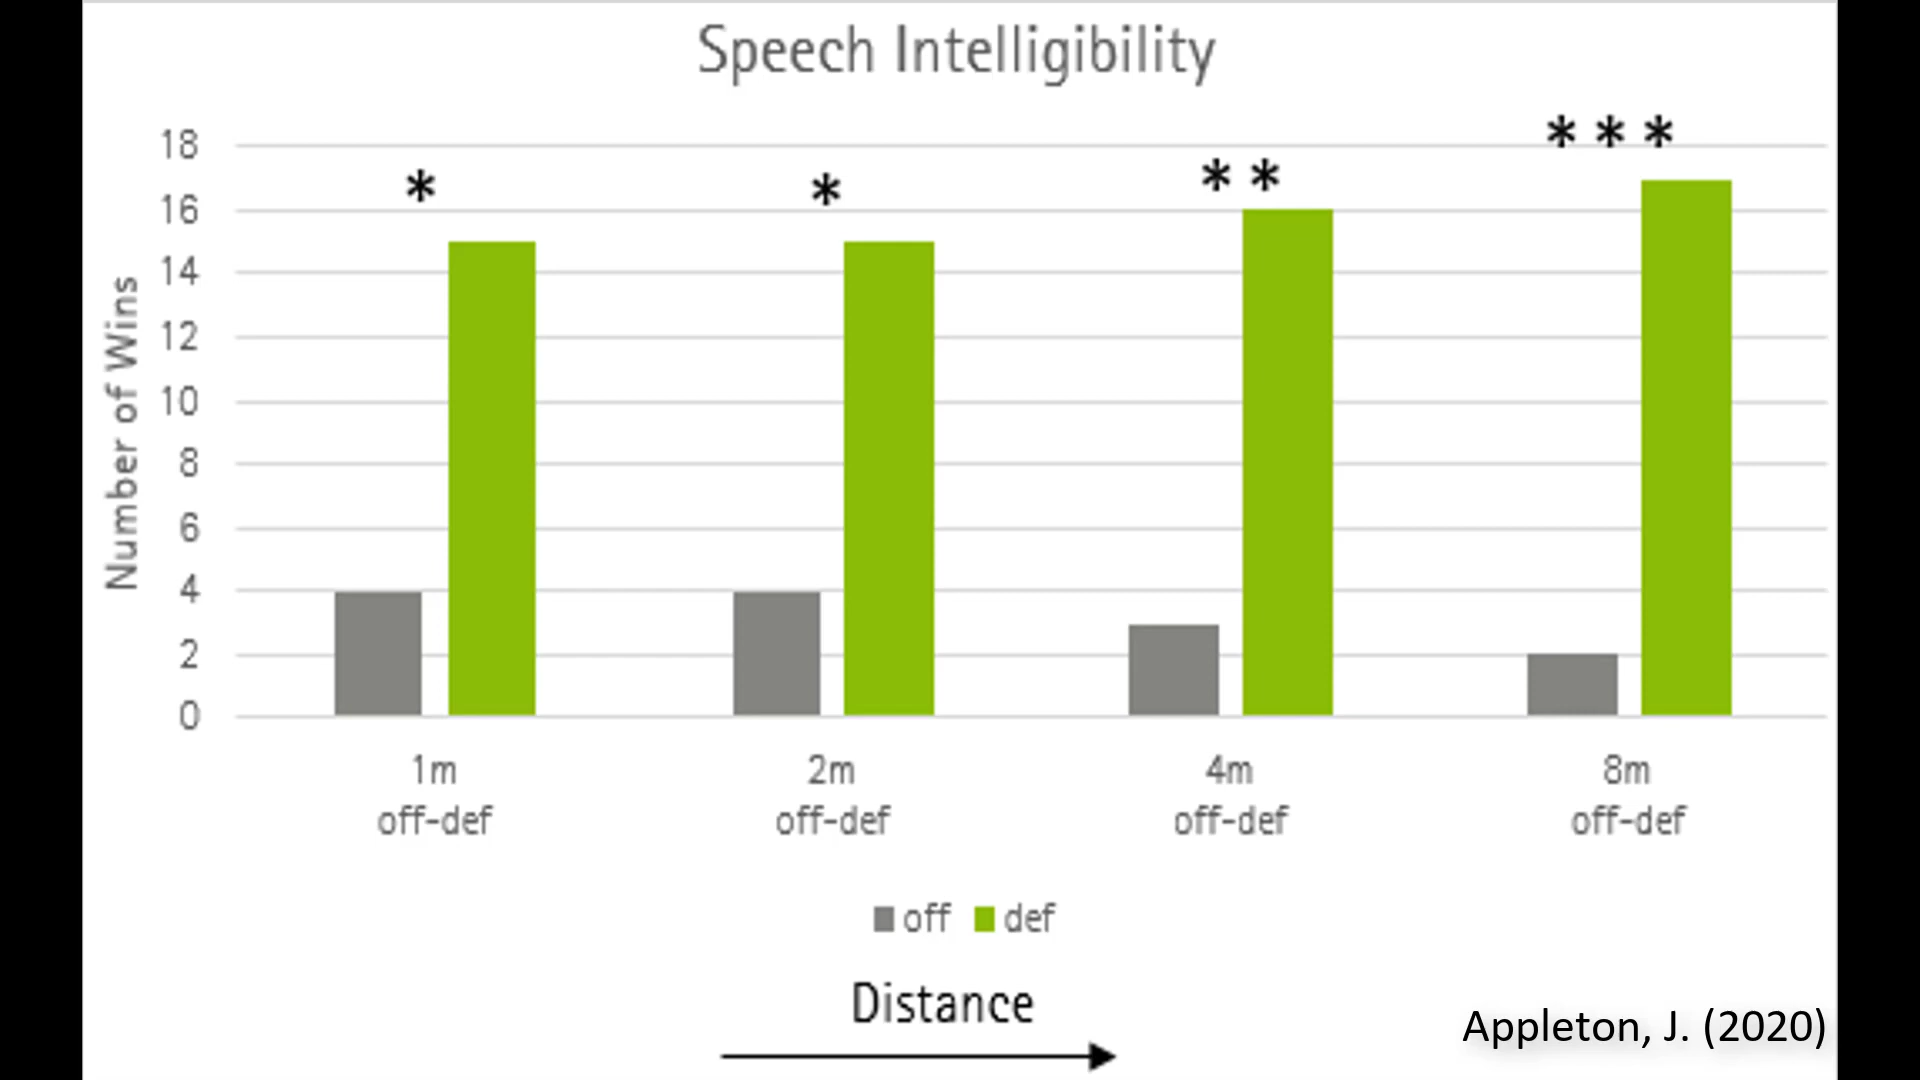 Speech Intelligibility
Number of Wins
18
16
14
12
10
8
6
4
2
0
*
*
* *
* * *
1m
off-def
2m
off-def
4m
off-def
8m
off-def
off def
Distance
Appleton, J. (2020)